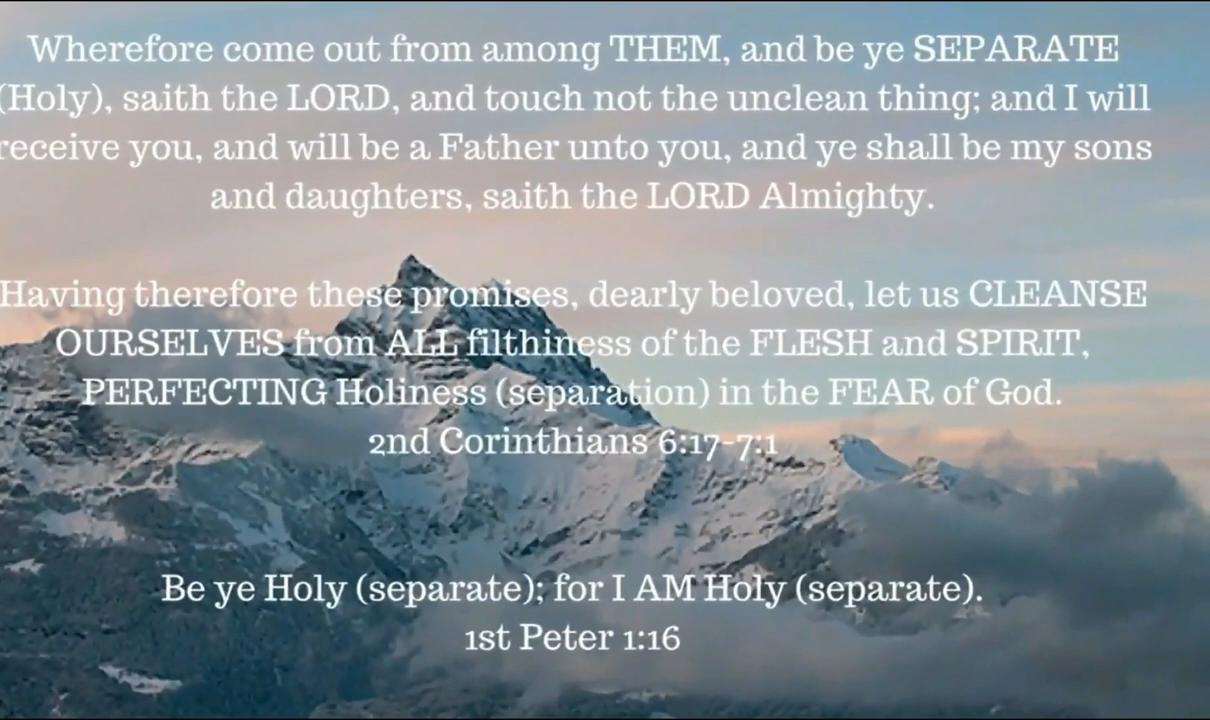 Wherefore come out from among THEM, and be ye SEPARATE
(Holy), saith the LORD, and touch not the unclean thing; and I will
receive you, and will be a Father unto you, and ye shall be my sons
and daughters, saith the LORD Almighty.
Having therefore these promises, dearly beloved, let us CLEANSE
OURSELVES from ALL filthiness of the FLESH and SPIRIT,
PERFECTING Holiness (separation) in the FEAR of God.
2nd Corinthians 6:17-7:1
Be ye Holy (separate); for I AM Holy (separate).
1st Peter 1:16